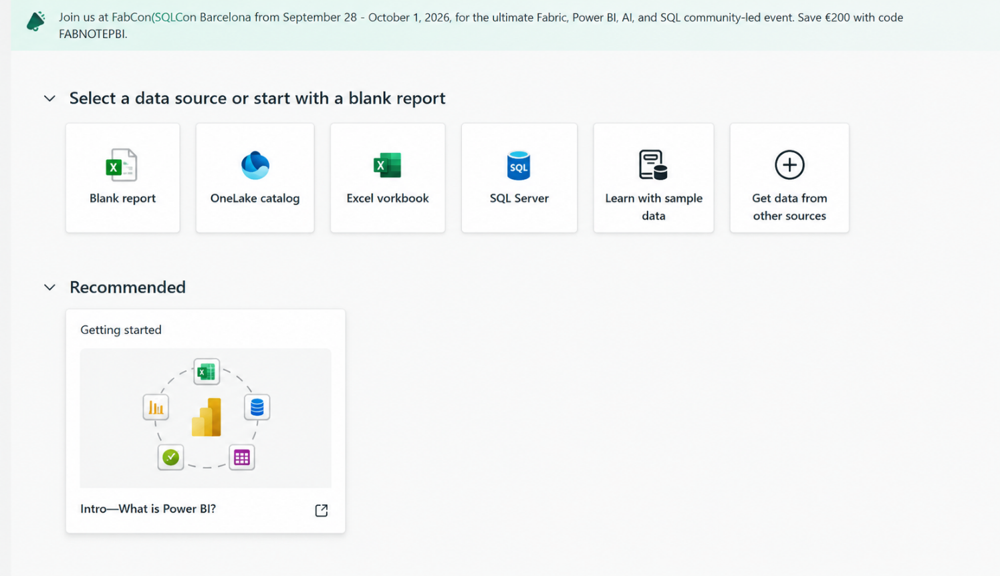 Join us at FabCon(SQLCon Barcelona from September 28 - October 1, 2026, for the ultimate Fabric, Power BI, AI, and SQL community-led event. Save €200 with code
FABNOTEPBI.
Select a data source or start with a blank report
X
Blank report
OneLake catalog
X
Excel vorkbook
SQL
SQL Server
Learn with sample
data
Get data from
other sources
Recommended
Getting started
X
Intro—What is Power BI?